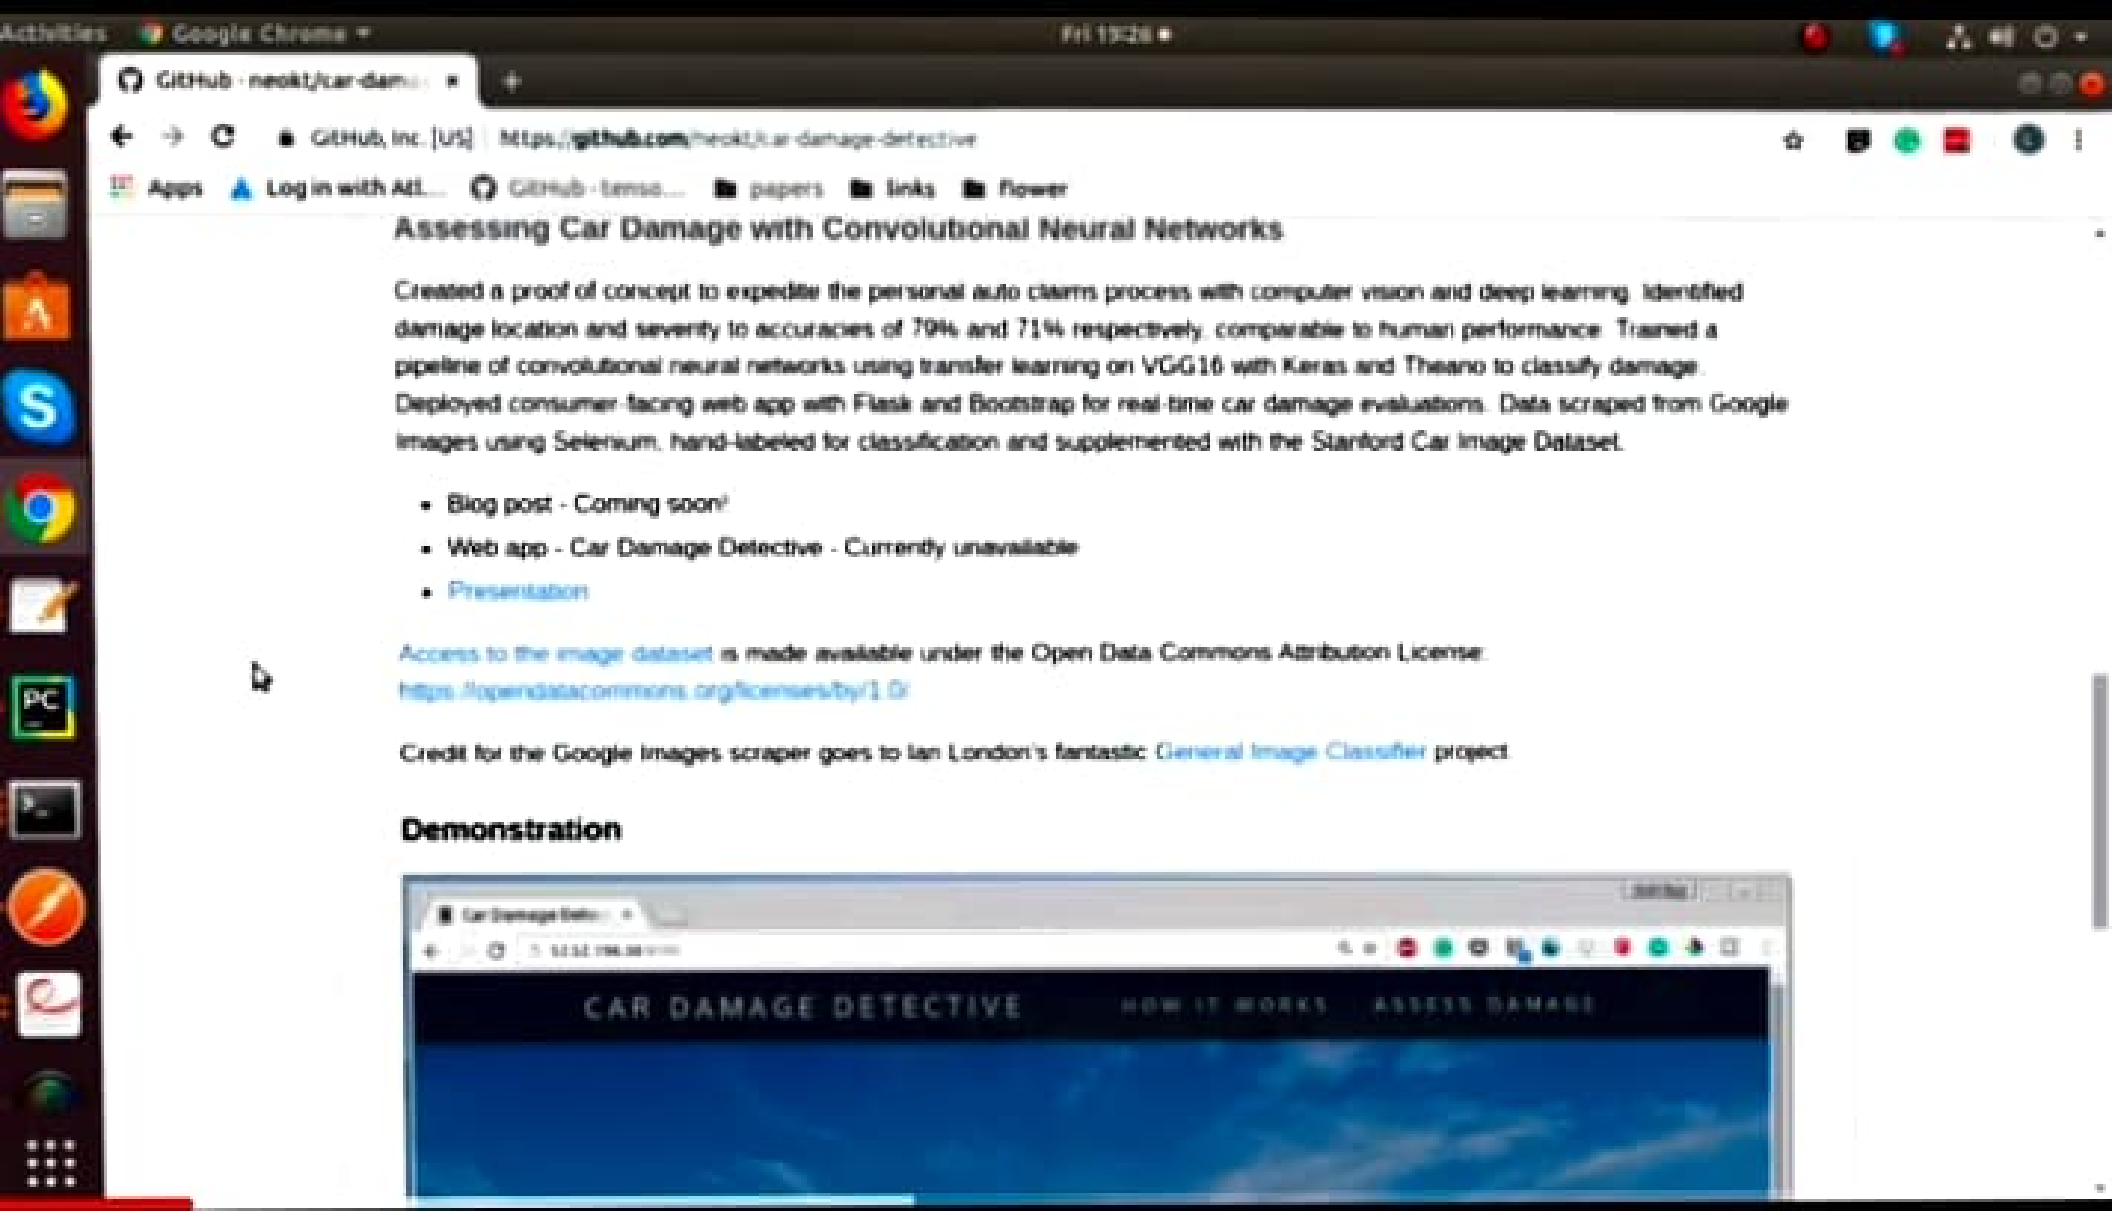 Activities Google Chrome Fri 19:26
GitHub - neokt/car-dama
GitHub, Inc. [US] https://github.com/neokt/car-damage-detective
Apps Log in with Atl... GitHub - tenso... papers links flower
Assessing Car Damage with Convolutional Neural Networks
Created a proof of concept to expedite the personal auto claims process with computer vision and deep learning. Identified
damage location and severity to accuracies of 79% and 71% respectively, comparable to human performance. Trained a
pipeline of convolutional neural networks using transfer learning on VGG16 with Keras and Theano to classify damage.
Deployed consumer-facing web app with Flask and Bootstrap for real-time car damage evaluations. Data scraped from Google
Images using Selenium, hand-labeled for classification and supplemented with the Stanford Car Image Dataset.
• Blog post - Coming soon!
• Web app - Car Damage Detective - Currently unavailable
• Presentation
Access to the image dataset is made available under the Open Data Commons Attribution License:
https://opendatacommons.org/licenses/by/1.0/
Credit for the Google Images scraper goes to Ian London's fantastic General Image Classifier project.
Demonstration
Car Damage Dete
CAR DAMAGE DETECTIVE HOW IT WORKS ASSESS DAMAGE
S
A
PC